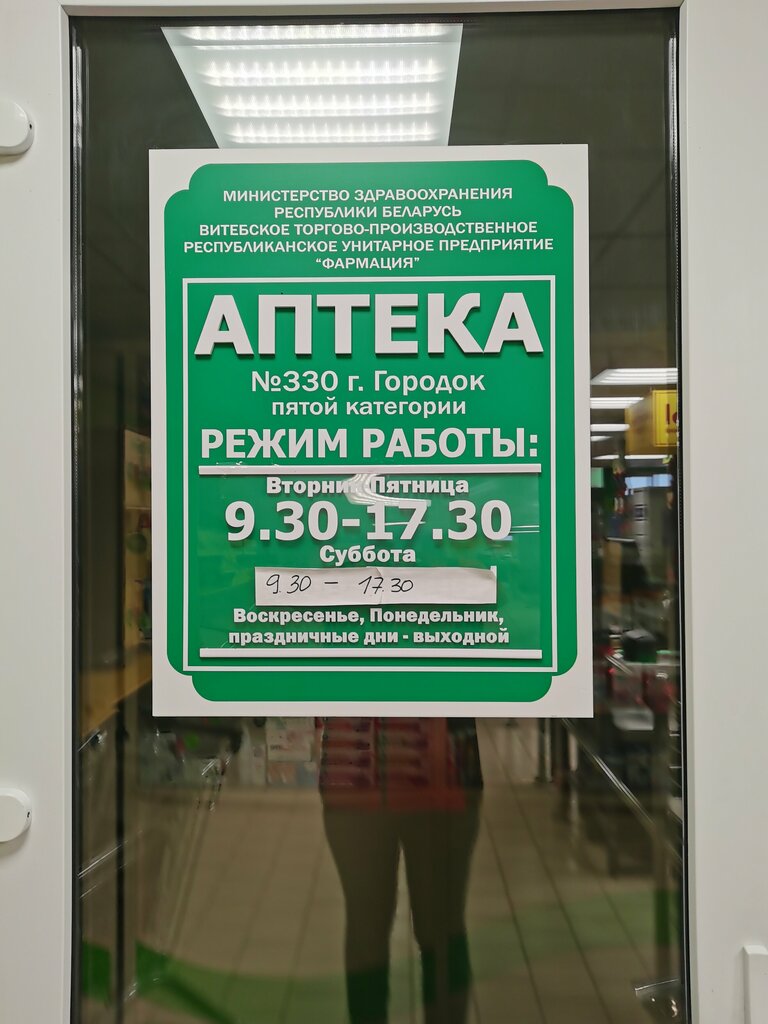 МИНИСТЕРСТВО ЗДРАВООХРАНЕНИЯ
РЕСПУБЛИКИ БЕЛАРУСЬ
ВИТЕБСКОЕ ТОРГОВО-ПРОИЗВОДСТВЕННОЕ
РЕСПУБЛИКАНСКОЕ УНИТАРНОЕ ПРЕДПРИЯТИЕ
“ФАРМАЦИЯ”
АПТЕКА
№330 г. Городок
пятой категории
РЕЖИМ РАБОТЫ:
Вторник-Пятница
9.30-17.30
Суббота
9.30 – 17.30
Воскресенье, Понедельник,
праздничные дни - выходной